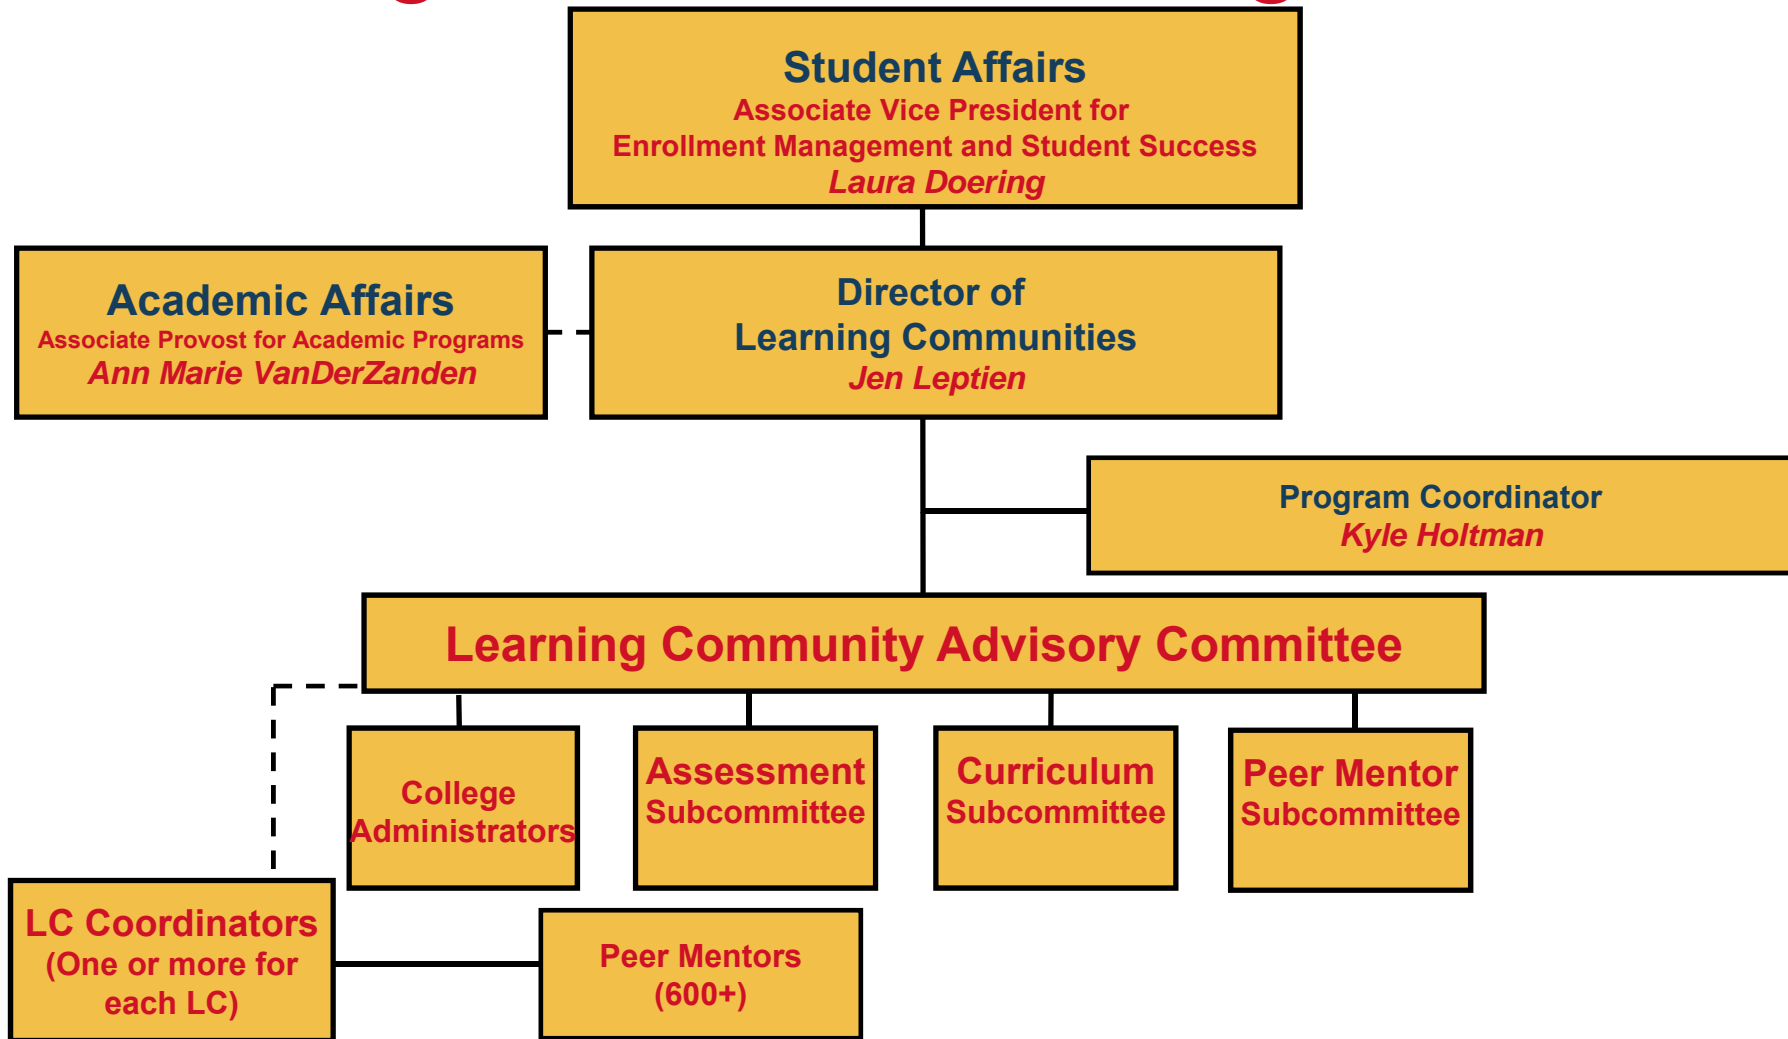 Student Affairs
Associate Vice President for
Enrollment Management and Student Success
Laura Doering
Academic Affairs
Associate Provost for Academic Programs
Ann Marie VanDerZanden
Director of
Learning Communities
Jen Leptien
Program Coordinator
Kyle Holtman
Learning Community Advisory Committee
College
Administrators
Assessment
Subcommittee
Curriculum
Subcommittee
Peer Mentor
Subcommittee
LC Coordinators
(One or more for
each LC)
Peer Mentors
(600+)